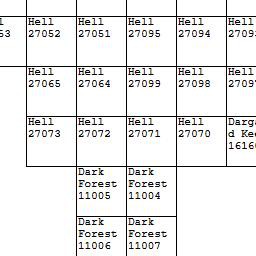 l Hell Hell Hell Hell Hell
53 27052 27051 27095 27094 2709
Hell Hell Hell Hell Hell
27065 27064 27099 27098 2709
Hell Hell Hell Hell Darga
27073 27072 27071 27070 d Kee
1616
Dark Dark
Forest Forest
11005 11004
Dark Dark
Forest Forest
11006 11007